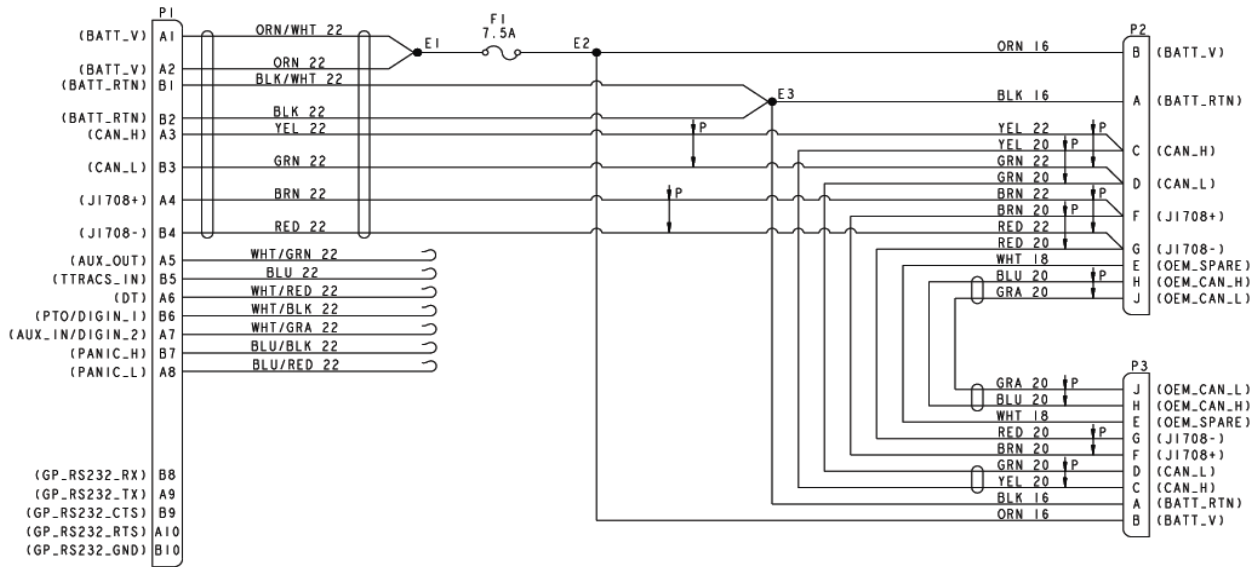 P1
(BATT_V) A1 ORN/WHT 22
E1
F1
7.5A
E2
ORN 16
P2
B (BATT_V)
(BATT_V) A2 ORN 22
(BATT_RTN) B1 BLK/WHT 22
E3
BLK 16
A (BATT_RTN)
(BATT_RTN) B2 BLK 22
(CAN_H) A3 YEL 22
P
YEL 22
P
YEL 20
P
C (CAN_H)
(CAN_L) B3 GRN 22
GRN 22
GRN 20
D (CAN_L)
(J1708+) A4 BRN 22
P
BRN 22
P
BRN 20
P
F (J1708+)
(J1708-) B4 RED 22
RED 22
RED 20
G (J1708-)
WHT 18
E (OEM_SPARE)
BLU 20
P
H (OEM_CAN_H)
GRA 20
J (OEM_CAN_L)
(AUX_OUT) A5 WHT/GRN 22
(TTRACS_IN) B5 BLU 22
(DT) A6 WHT/RED 22
(PTO/DIGIN_1) B6 WHT/BLK 22
(AUX_IN/DIGIN_2) A7 WHT/GRA 22
(PANIC_H) B7 BLU/BLK 22
(PANIC_L) A8 BLU/RED 22
P3
GRA 20 P J (OEM_CAN_L)
BLU 20 H (OEM_CAN_H)
WHT 18 E (OEM_SPARE)
RED 20 P G (J1708-)
BRN 20 F (J1708+)
GRN 20 P D (CAN_L)
YEL 20 C (CAN_H)
BLK 16 A (BATT_RTN)
ORN 16 B (BATT_V)
(GP_RS232_RX) B8
(GP_RS232_TX) A9
(GP_RS232_CTS) B9
(GP_RS232_RTS) A10
(GP_RS232_GND) B10